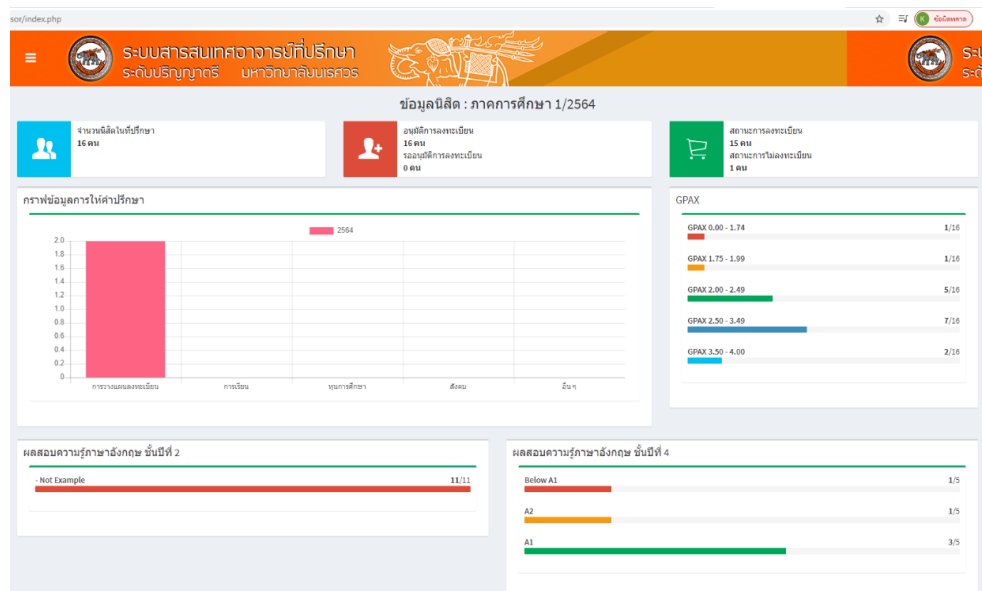 sor/index.php
K
ข้อผิดพลาด
ระบบสารสนเทศอาจารย์ที่ปรึกษา
ระดับปริญญาตรี มหาวิทยาลัยนเรศวร
ข้อมูลนิสิต : ภาคการศึกษา 1/2564
จำนวนนิสิตในที่ปรึกษา
16 คน
อนุมัติการลงทะเบียน
16 คน
รออนุมัติการลงทะเบียน
0 คน
สถานะการลงทะเบียน
15 คน
สถานะการไม่ลงทะเบียน
1 คน
กราฟข้อมูลการให้คำปรึกษา
2564
2.0
1.8
1.6
1.4
1.2
1.0
0.8
0.6
0.4
0.2
0
การวางแผนลงทะเบียน การเรียน ทุนการศึกษา สังคม อื่น ๆ
GPAX
GPAX 0.00 - 1.74 1/16
GPAX 1.75 - 1.99 1/16
GPAX 2.00 - 2.49 5/16
GPAX 2.50 - 3.49 7/16
GPAX 3.50 - 4.00 2/16
ผลสอบความรู้ภาษาอังกฤษ ชั้นปีที่ 2
- Not Example 11/11
ผลสอบความรู้ภาษาอังกฤษ ชั้นปีที่ 4
Below A1 1/5
A2 1/5
A1 3/5